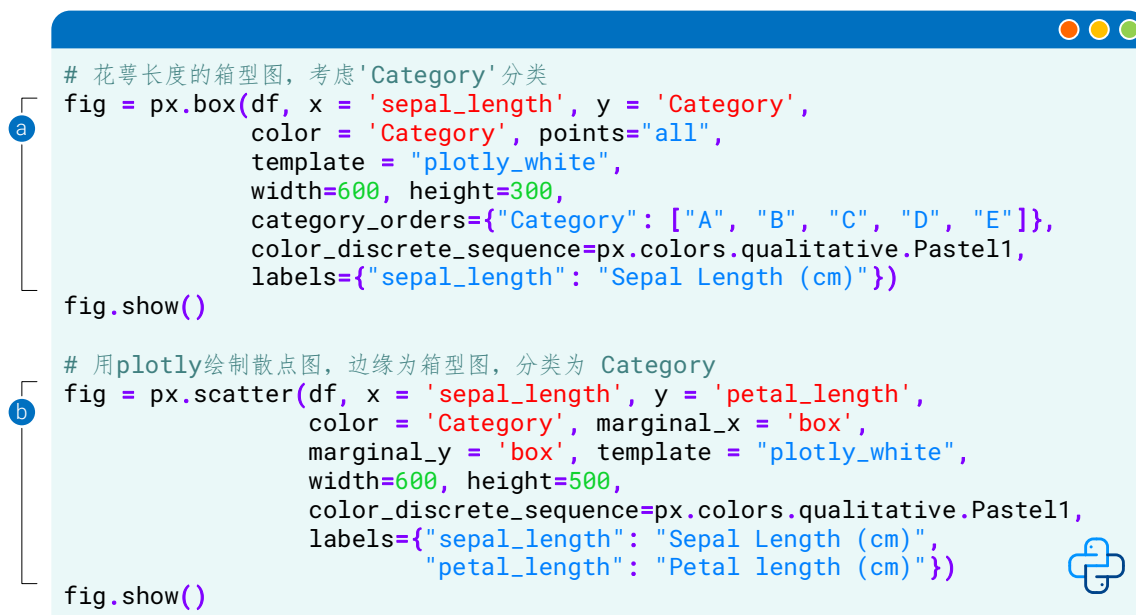 # 花萼长度的箱型图，考虑'Category'分类
fig = px.box(df, x = 'sepal_length', y = 'Category',
a
color = 'Category', points="all",
template = "plotly_white",
width=600, height=300,
category_orders={"Category": ["A", "B", "C", "D", "E"]},
color_discrete_sequence=px.colors.qualitative.Pastel1,
labels={"sepal_length": "Sepal Length (cm)"})
fig.show()
# 用plotly绘制散点图，边缘为箱型图，分类为 Category
fig = px.scatter(df, x = 'sepal_length', y = 'petal_length',
b
color = 'Category', marginal_x = 'box',
marginal_y = 'box', template = "plotly_white",
width=600, height=500,
color_discrete_sequence=px.colors.qualitative.Pastel1,
labels={"sepal_length": "Sepal Length (cm)",
"petal_length": "Petal length (cm)"})
fig.show()